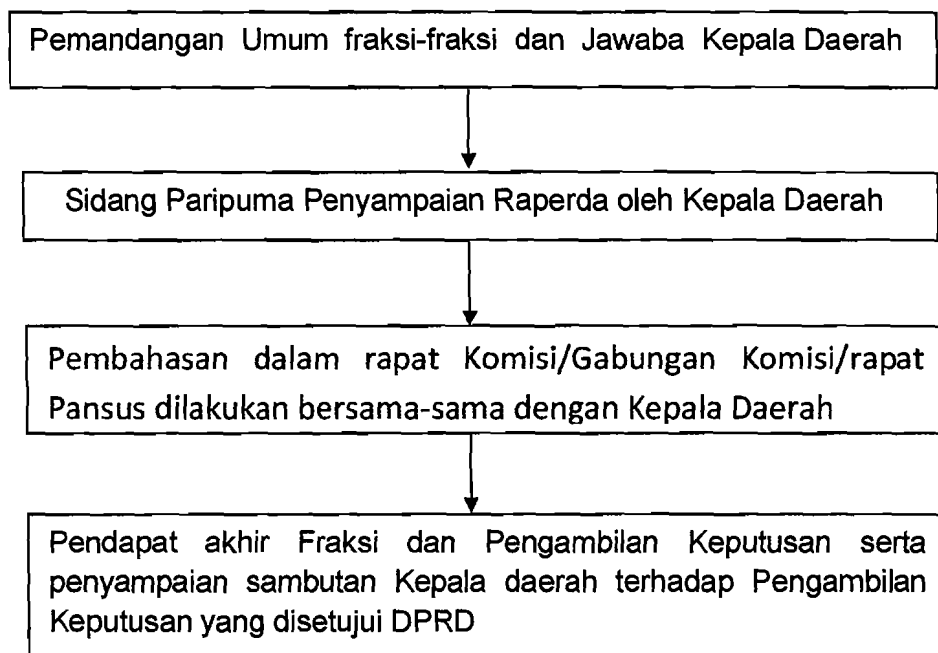 Pemandangan Umum fraksi-fraksi dan Jawaba Kepala Daerah
Sidang Paripuma Penyampaian Raperda oleh Kepala Daerah
Pembahasan dalam rapat Komisi/Gabungan Komisi/rapat
Pansus dilakukan bersama-sama dengan Kepala Daerah
Pendapat akhir Fraksi dan Pengambilan Keputusan serta
penyampaian sambutan Kepala daerah terhadap Pengambilan
Keputusan yang disetujui DPRD